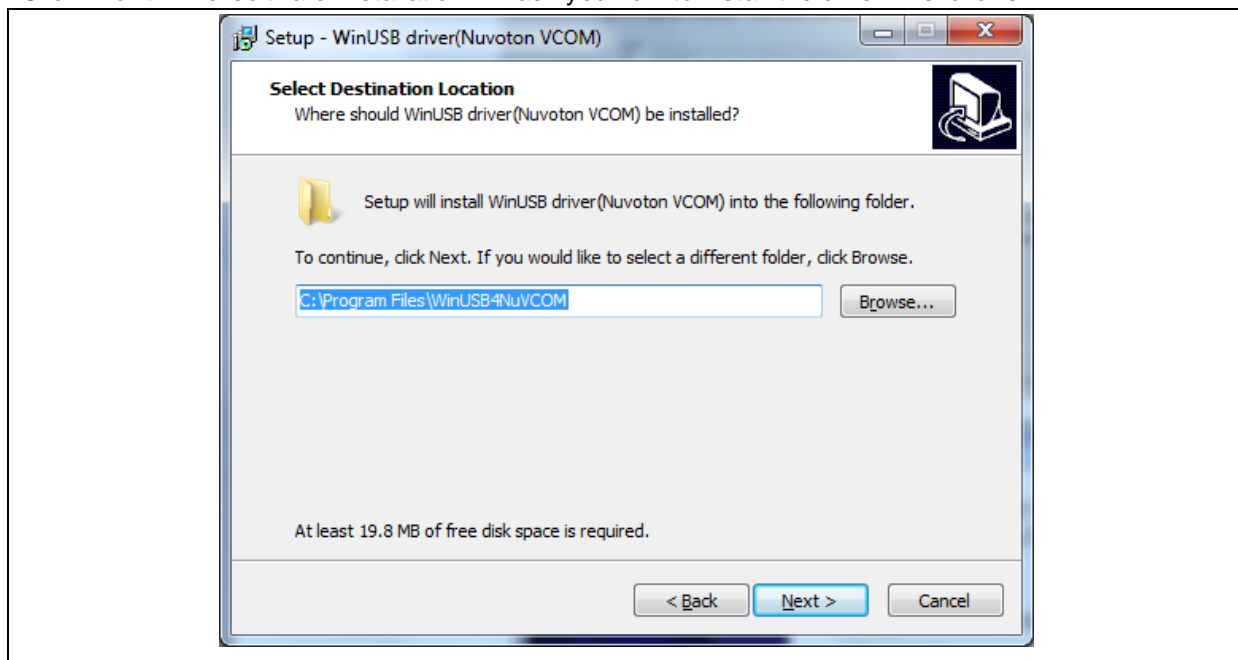 Setup - WinUSB driver(Nuvoton VCOM)
Select Destination Location
Where should WinUSB driver(Nuvoton VCOM) be installed?
Setup will install WinUSB driver(Nuvoton VCOM) into the following folder.
To continue, click Next. If you would like to select a different folder, click Browse.
C:\Program Files\WinUSB4NuVCOM
Browse...
At least 19.8 MB of free disk space is required.
< Back
Next >
Cancel